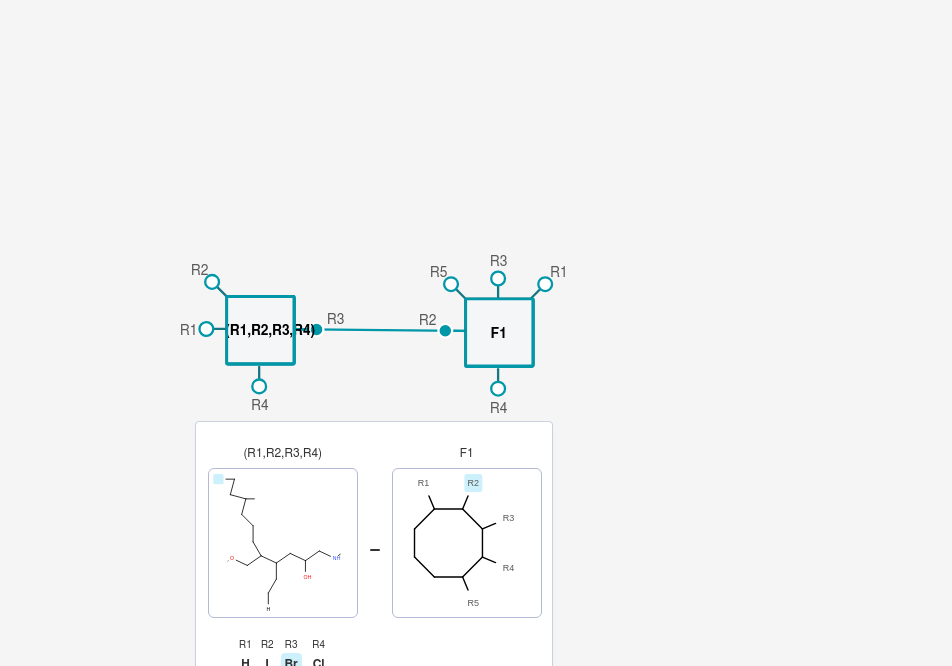 R3
R2
R5
R1
R3
R2
R1
(R1,R2,R3,R4)
F1
R4
R4
(R1,R2,R3,R4)
F1
R1
R2
R3
O
NH
R4
OH
R5
H
R1 R2 R3 R4
H I Br Cl